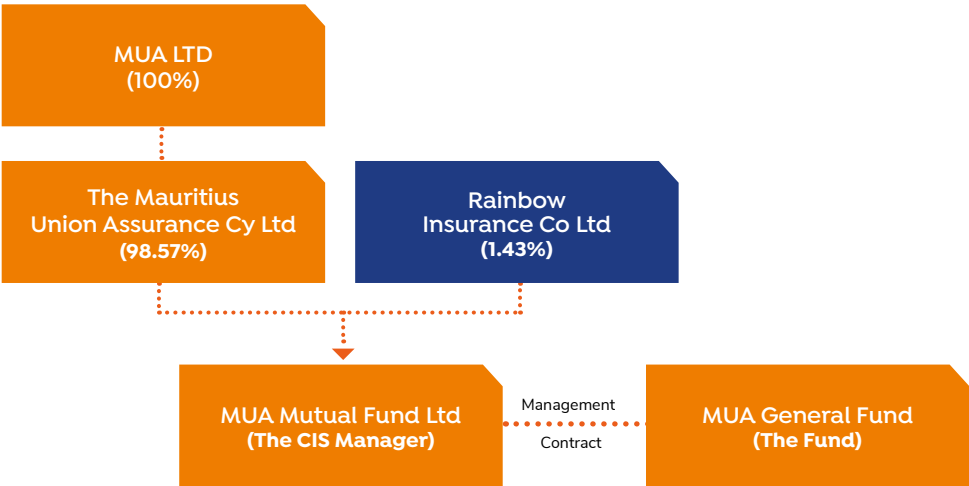 MUA LTD
(100%)
The Mauritius
Union Assurance Cy Ltd
(98.57%)
Rainbow
Insurance Co Ltd
(1.43%)
MUA Mutual Fund Ltd
(The CIS Manager)
Management
Contract
MUA General Fund
(The Fund)